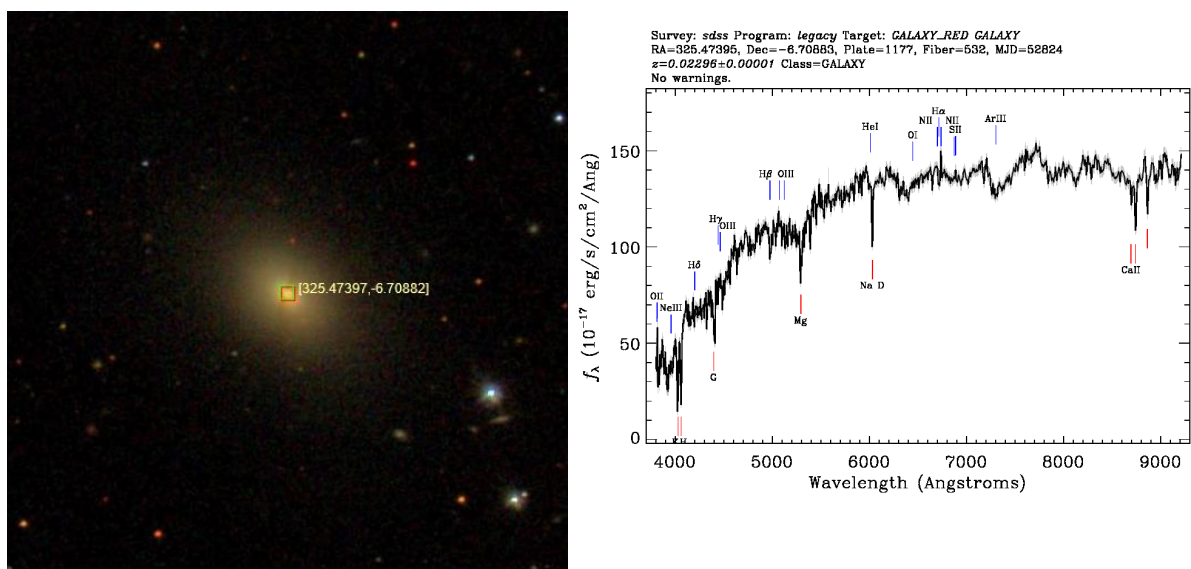 [325.47397,-6.70882]
Survey: sdss Program: legacy Target: GALAXY_RED GALAXY
RA=325.47395, Dec=-6.70883, Plate=1177, Fiber=532, MJD=52824
z=0.02296±0.00001 Class=GALAXY
No warnings.
Hα
NII NII
HeI OI SII ArIII
Hβ OIII
Hγ
OIII
Hδ
OII
NeIII
G
Mg
Na D
CaII
K H
0
50
100
150
f_λ (10⁻¹⁷ erg/s/cm²/Ang)
4000 5000 6000 7000 8000 9000
Wavelength (Angstroms)